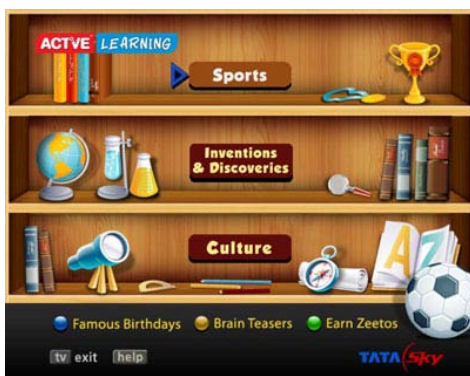 ACTVE LEARNING
Sports
Inventions
& Discoveries
Culture
A Z
Famous Birthdays Brain Teasers Earn Zeetos
tv exit help
TATA Sky